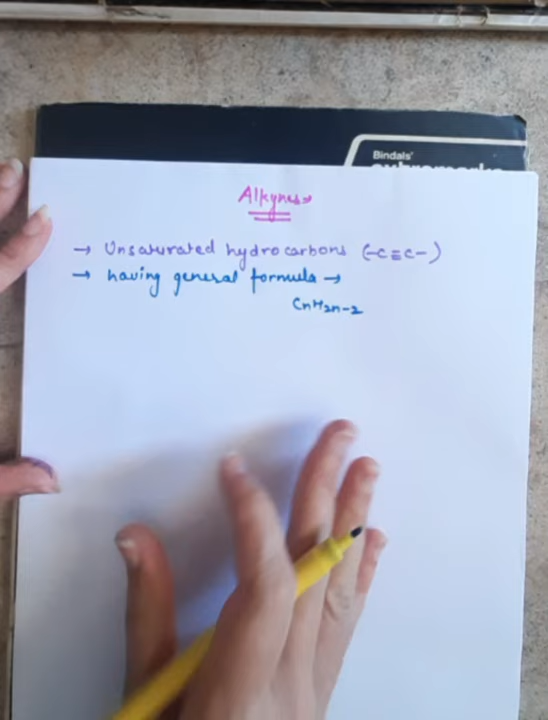 Bindals'
Alkynes
→ Unsaturated hydrocarbons (-C≡C-)
→ having general formula →
CnH2n-2